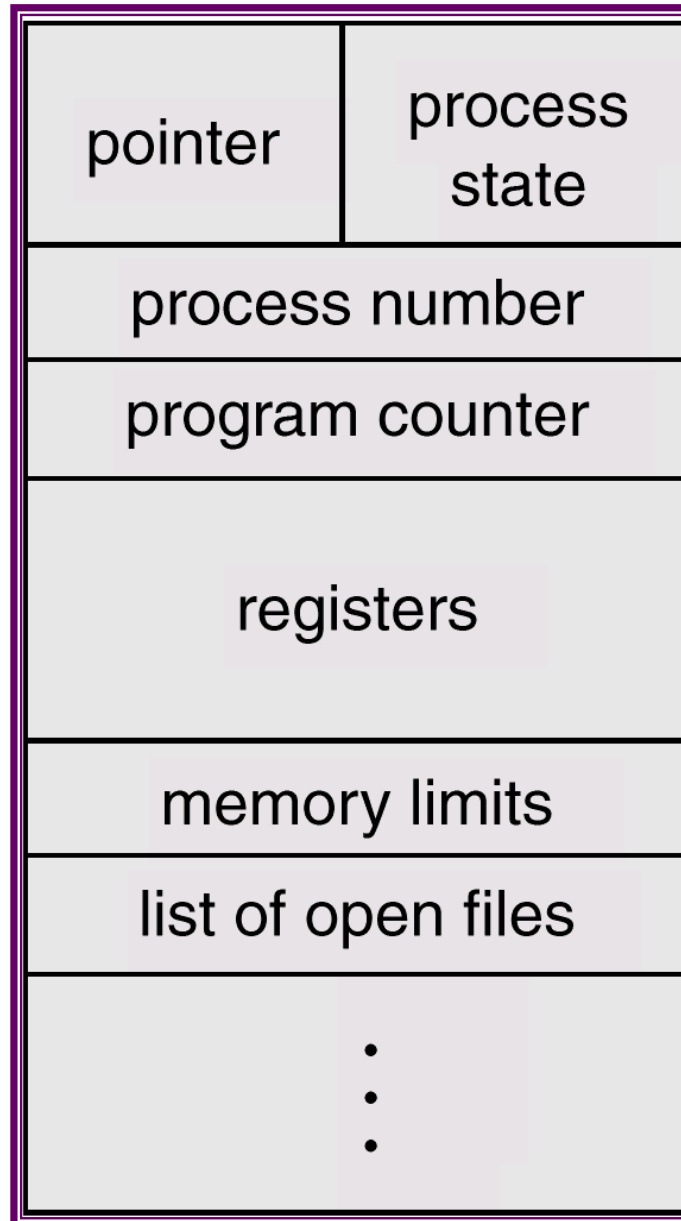 pointer
process
state
process number
program counter
registers
memory limits
list of open files